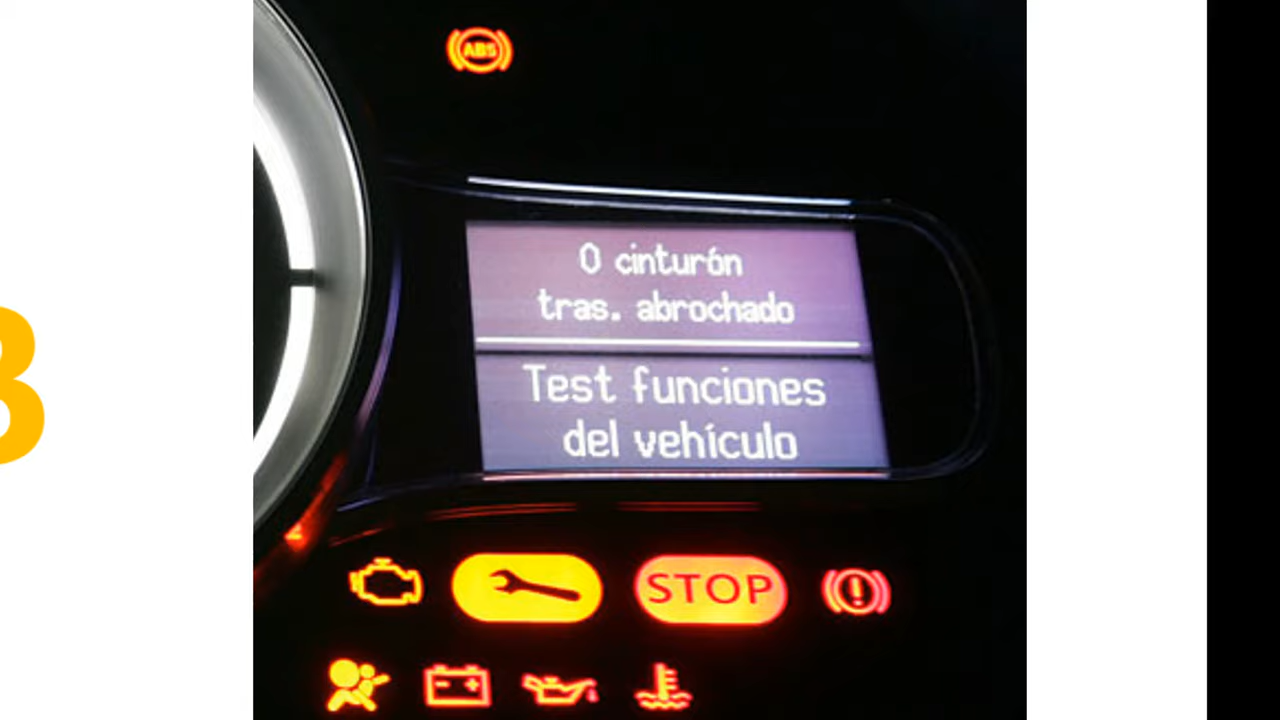 ABS
0 cinturón
tras. abrochado
Test funciones
del vehículo
STOP